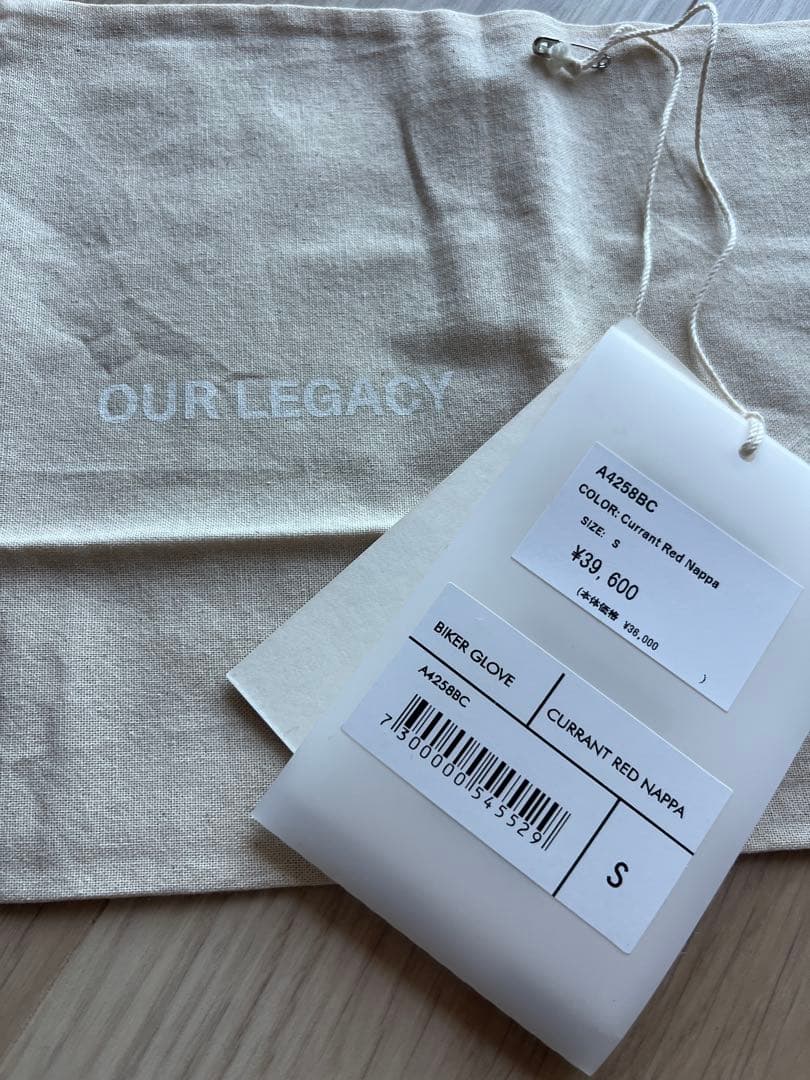 OUR LEGACY
A4258BC
COLOR: Currant Red Nappa
SIZE: S
¥39,600
(本体価格 ¥36,000 )
BIKER GLOVE
A4258BC
CURRANT RED NAPPA
7300000545529
S